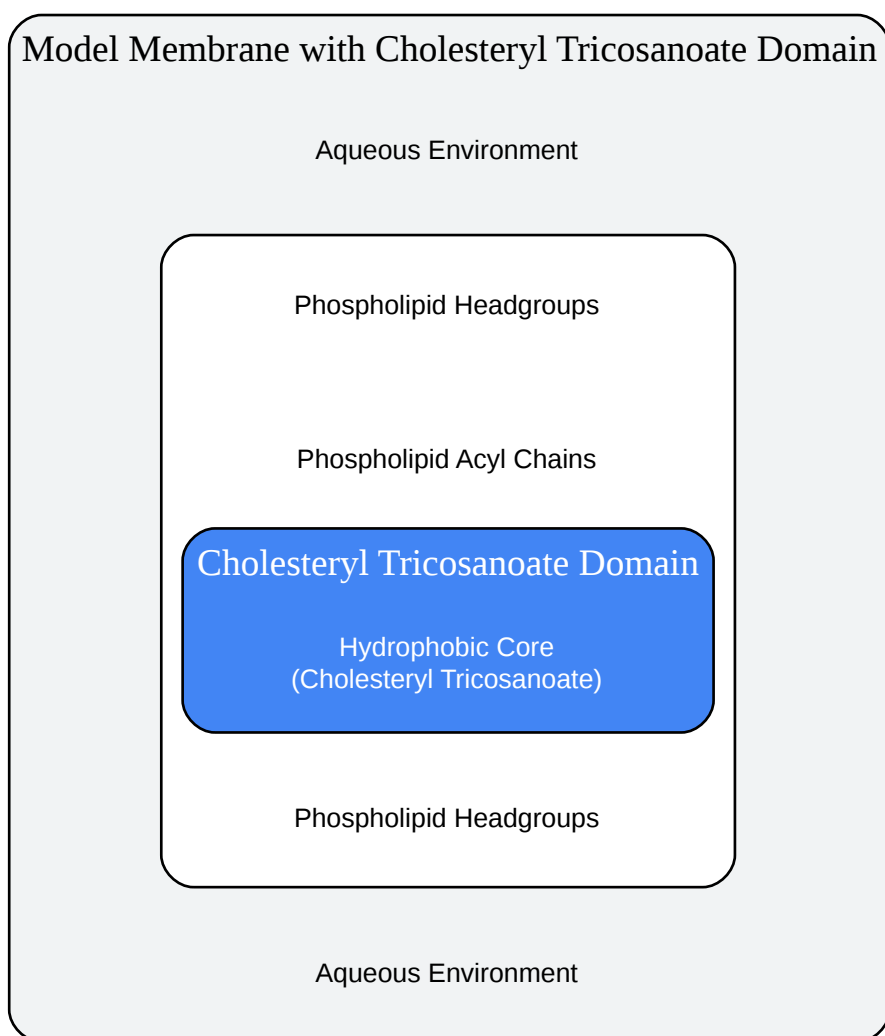 Model Membrane with Cholesteryl Tricosanoate Domain
Aqueous Environment
Phospholipid Headgroups
Phospholipid Acyl Chains
Cholesteryl Tricosanoate Domain
Hydrophobic Core
(Cholesteryl Tricosanoate)
Phospholipid Headgroups
Aqueous Environment